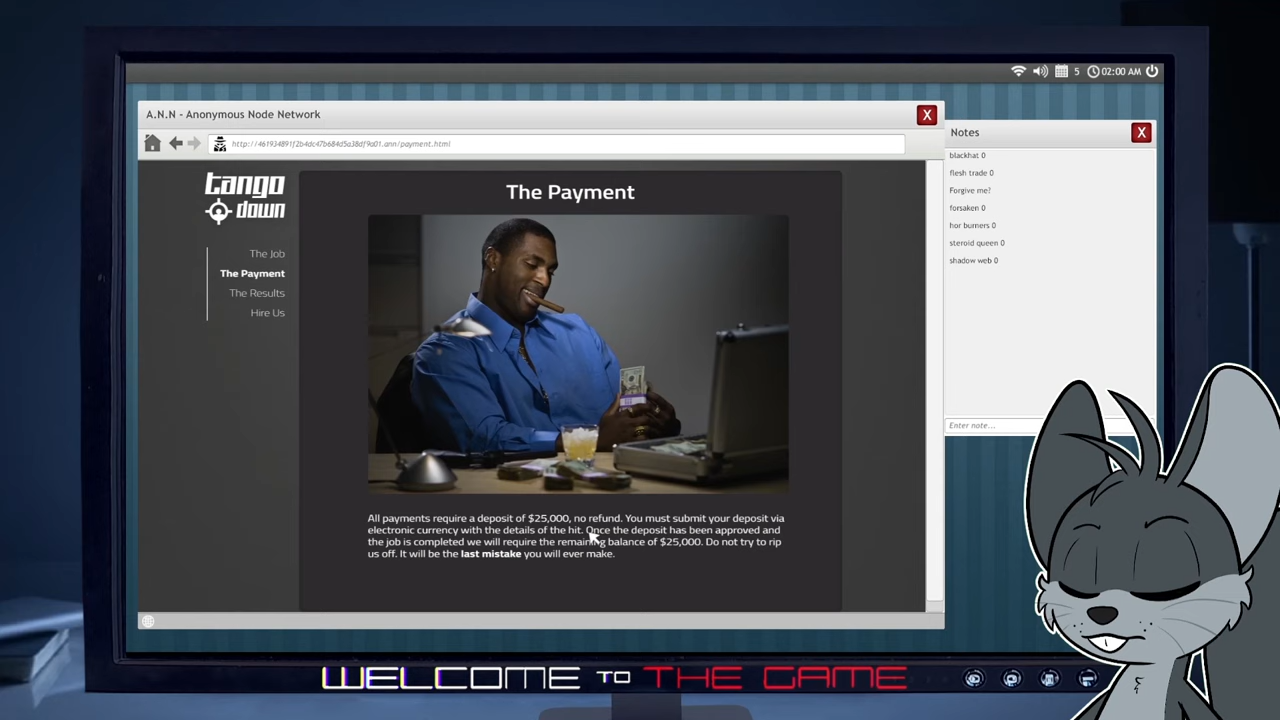 5 02:00 AM
A.N.N - Anonymous Node Network
X
http://461934891f2b4dc47b684d5a38df9a01.ann/payment.html
tango
down
The Job
The Payment
The Results
Hire Us
The Payment
All payments require a deposit of $25,000, no refund. You must submit your deposit via
electronic currency with the details of the hit. Once the deposit has been approved and
the job is completed we will require the remaining balance of $25,000. Do not try to rip
us off. It will be the last mistake you will ever make.
Notes
X
blackhat 0
flesh trade 0
Forgive me?
forsaken 0
hor burners 0
steroid queen 0
shadow web 0
Enter note...
WELCOME TO THE GAME